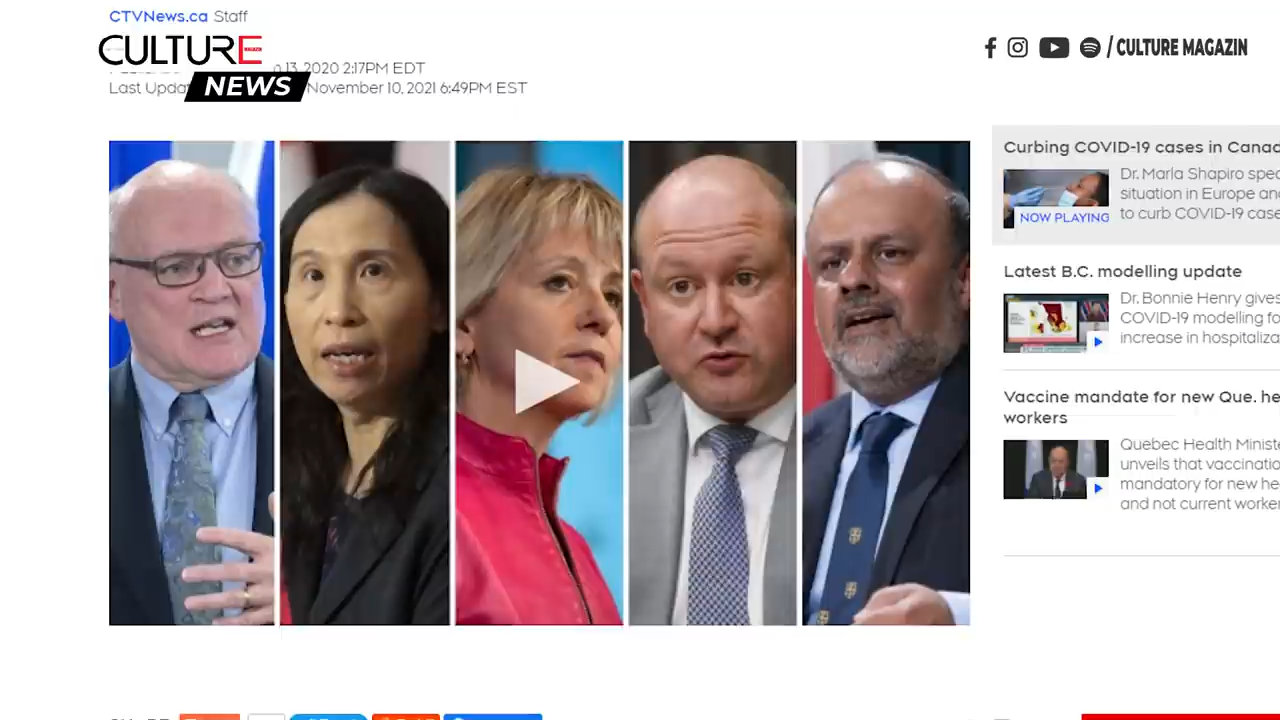 CTVNews.ca Staff
CULTURE
13, 2020 2:17PM EDT
Last Upda
NEWS
November 10, 2021 6:49PM EST
/ CULTURE MAGAZIN
Curbing COVID-19 cases in Canad
Dr. Marla Shapiro spec
situation in Europe an
to curb COVID-19 case
NOW PLAYING
Latest B.C. modelling update
Dr. Bonnie Henry gives
COVID-19 modelling fo
increase in hospitaliza
Vaccine mandate for new Que. he
workers
Quebec Health Ministe
unveils that vaccinatio
mandatory for new he
and not current worke